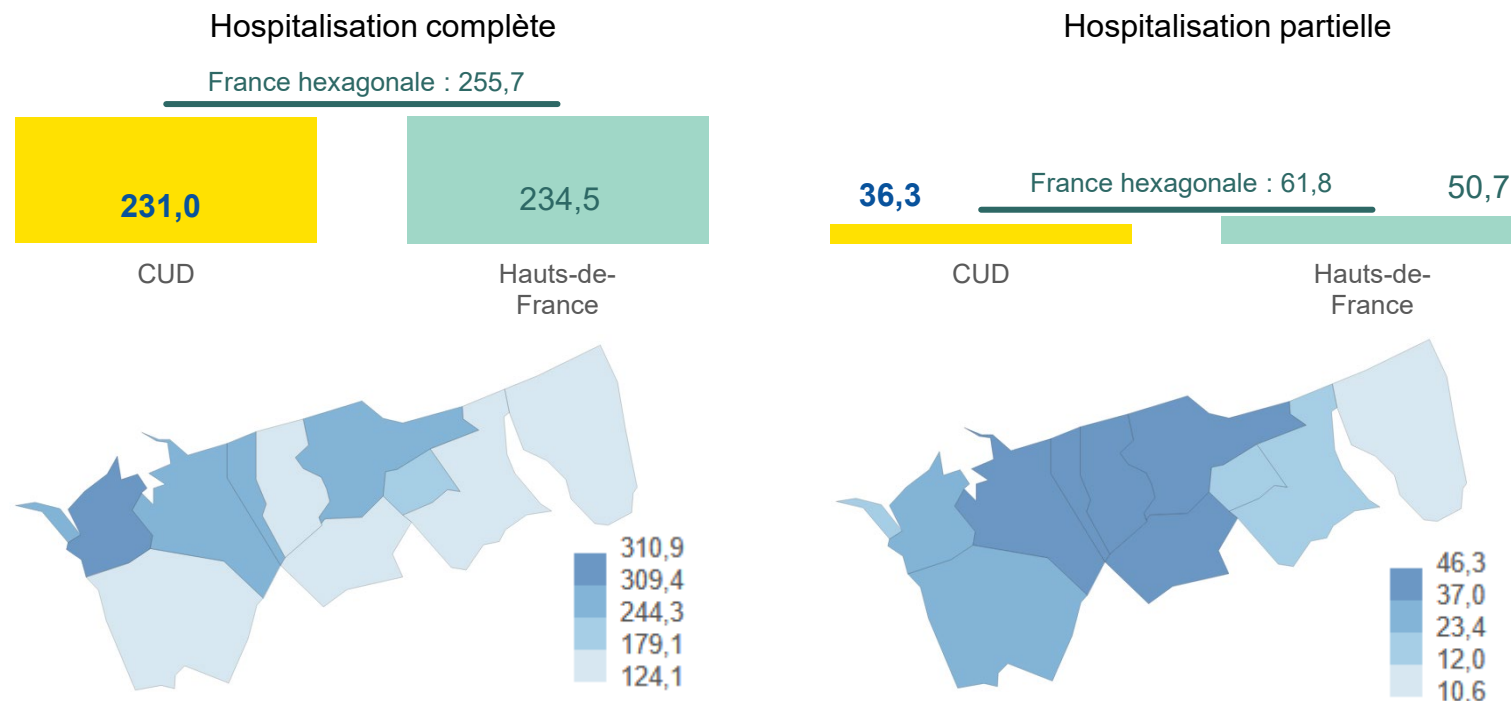 Hospitalisation complète
France hexagonale : 255,7
231,0
234,5
CUD
Hauts-de-
France
310,9
309,4
244,3
179,1
124,1
Hospitalisation partielle
36,3
France hexagonale : 61,8
50,7
CUD
Hauts-de-
France
46,3
37,0
23,4
12,0
10,6